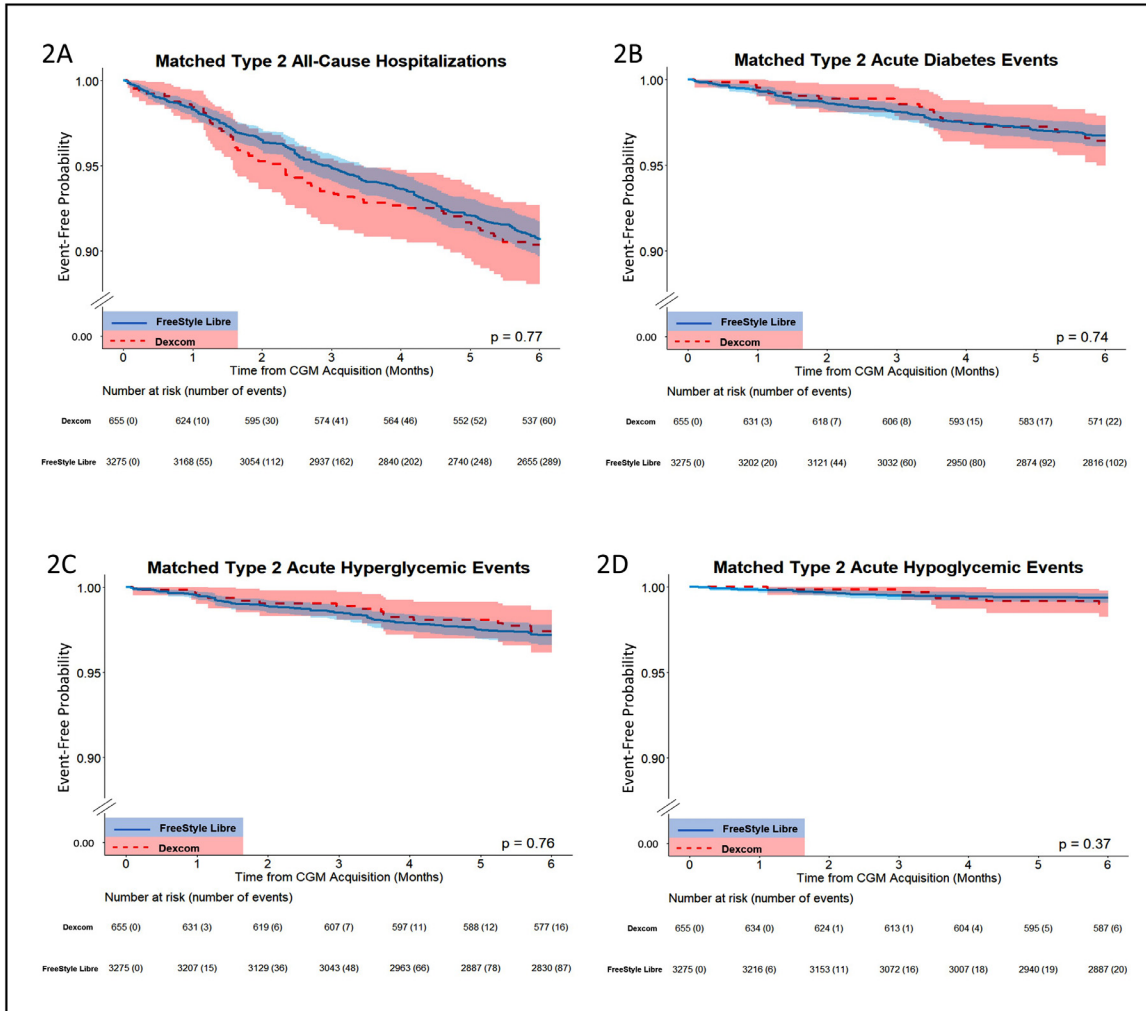 2A
Matched Type 2 All-Cause Hospitalizations
Event-Free Probability
1.00
0.95
0.90
0.00
FreeStyle Libre
Dexcom
p = 0.77
0 1 2 3 4 5 6
Time from CGM Acquisition (Months)
Number at risk (number of events)
Dexcom 655 (0) 624 (10) 595 (30) 574 (41) 564 (46) 552 (52) 537 (60)
FreeStyle Libre 3275 (0) 3168 (55) 3054 (112) 2937 (162) 2840 (202) 2740 (248) 2655 (289)
2B
Matched Type 2 Acute Diabetes Events
Event-Free Probability
1.00
0.95
0.90
0.00
FreeStyle Libre
Dexcom
p = 0.74
0 1 2 3 4 5 6
Time from CGM Acquisition (Months)
Number at risk (number of events)
Dexcom 655 (0) 631 (3) 618 (7) 606 (8) 593 (15) 583 (17) 571 (22)
FreeStyle Libre 3275 (0) 3202 (20) 3121 (44) 3032 (60) 2950 (80) 2874 (92) 2816 (102)
2C
Matched Type 2 Acute Hyperglycemic Events
Event-Free Probability
1.00
0.95
0.90
0.00
FreeStyle Libre
Dexcom
p = 0.76
0 1 2 3 4 5 6
Time from CGM Acquisition (Months)
Number at risk (number of events)
Dexcom 655 (0) 631 (3) 619 (6) 607 (7) 597 (11) 588 (12) 577 (16)
FreeStyle Libre 3275 (0) 3207 (15) 3129 (36) 3043 (48) 2963 (66) 2887 (78) 2830 (87)
2D
Matched Type 2 Acute Hypoglycemic Events
Event-Free Probability
1.00
0.95
0.90
0.00
FreeStyle Libre
Dexcom
p = 0.37
0 1 2 3 4 5 6
Time from CGM Acquisition (Months)
Number at risk (number of events)
Dexcom 655 (0) 634 (0) 624 (1) 613 (1) 604 (4) 595 (5) 587 (6)
FreeStyle Libre 3275 (0) 3216 (6) 3153 (11) 3072 (16) 3007 (18) 2940 (19) 2887 (20)